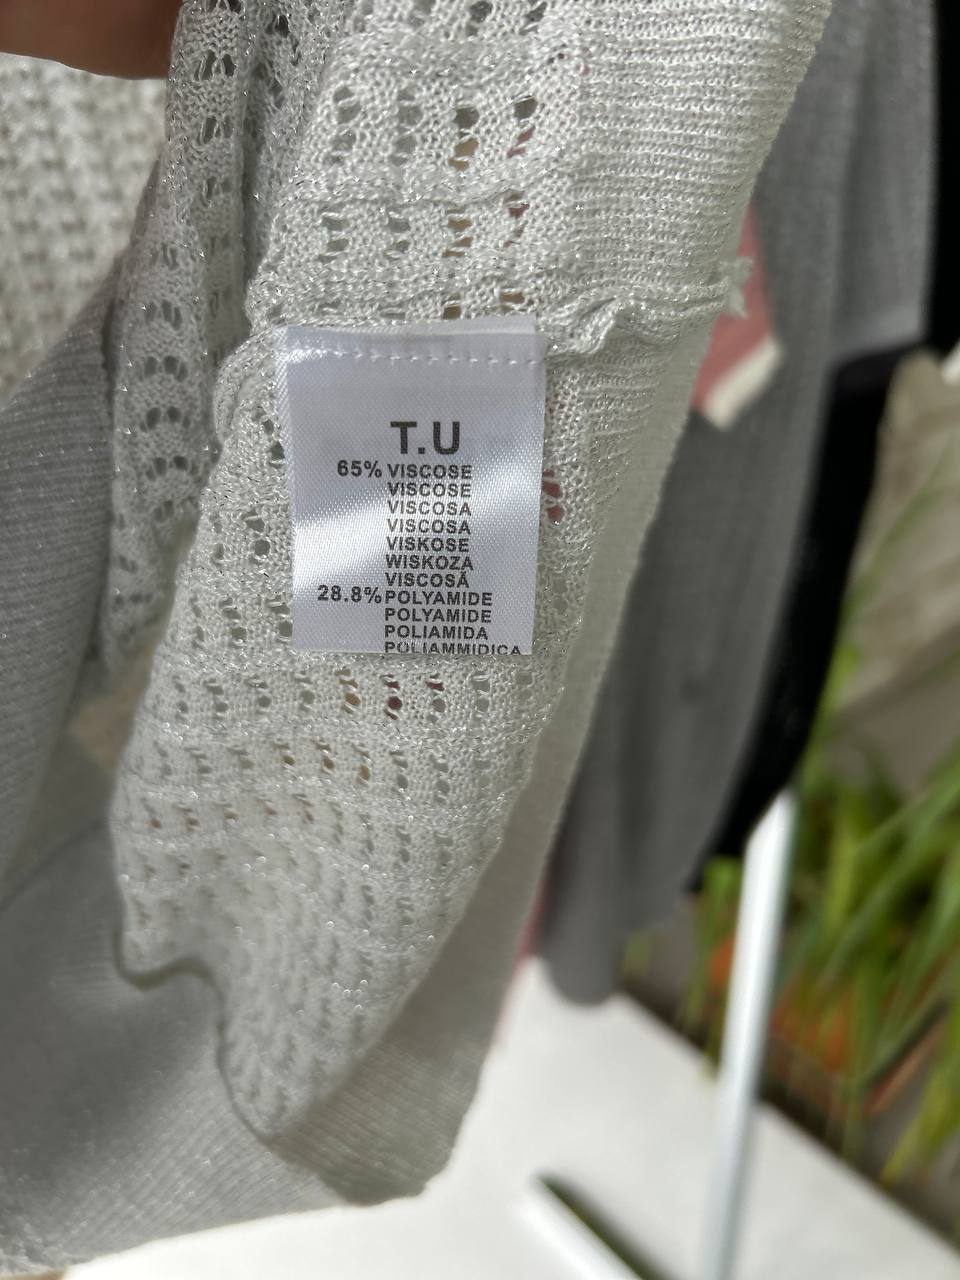 T.U
65% VISCOSE
VISCOSE
VISCOSA
VISCOSA
VISKOSE
WISKOZA
VISCOSĂ
28.8% POLYAMIDE
POLYAMIDE
POLIAMIDA
POLIAMMIDICA